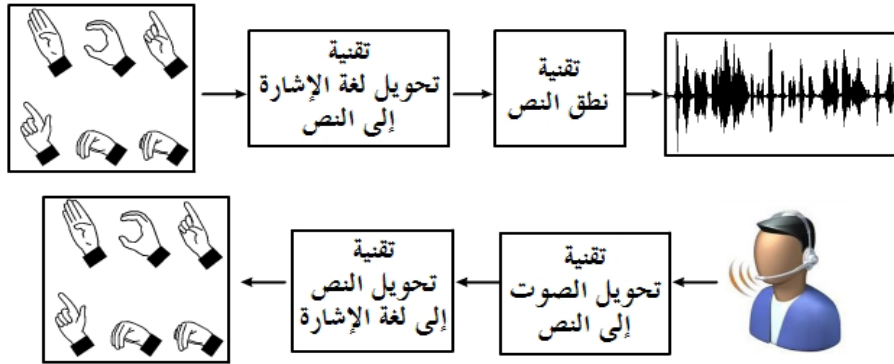 تقنية
تحويل لغة الإشارة
إلى النص
تقنية
نطق النص
تقنية
تحويل الصوت
إلى النص
تقنية
تحويل النص
إلى لغة الإشارة